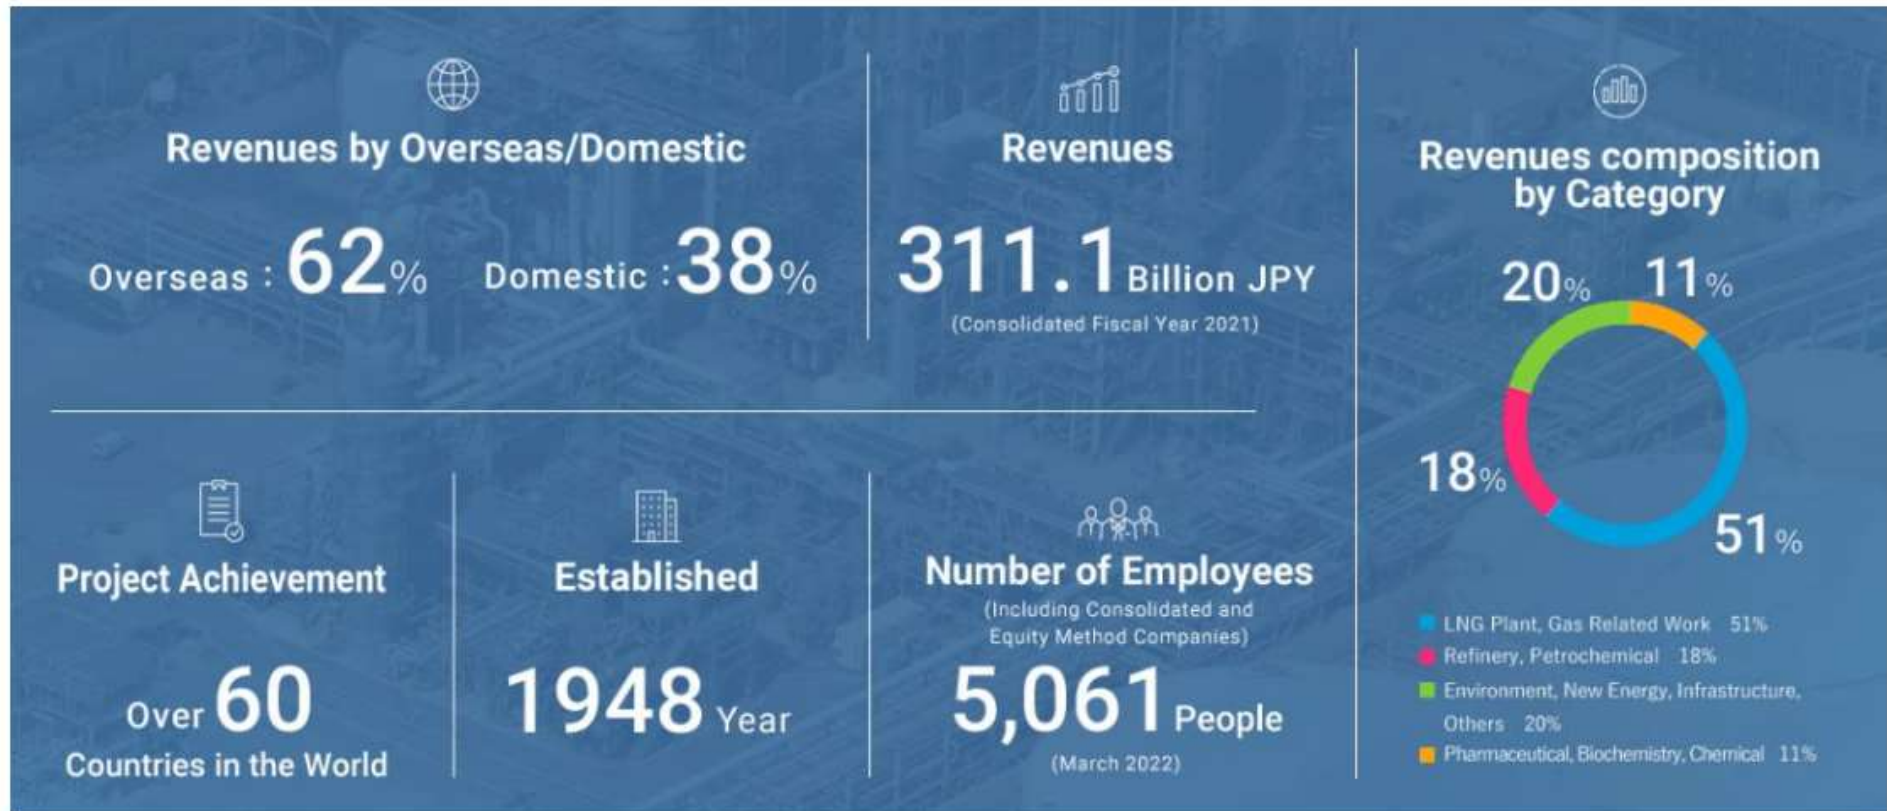 Revenues by Overseas/Domestic
Overseas : 62%
Domestic : 38%
Revenues
311.1 Billion JPY
(Consolidated Fiscal Year 2021)
Project Achievement
Over 60
Countries in the World
Established
1948 Year
Number of Employees
(Including Consolidated and
Equity Method Companies)
5,061 People
(March 2022)
Revenues composition
by Category
20% 11%
18%
51%
LNG Plant, Gas Related Work 51%
Refinery, Petrochemical 18%
Environment, New Energy, Infrastructure,
Others 20%
Pharmaceutical, Biochemistry, Chemical 11%